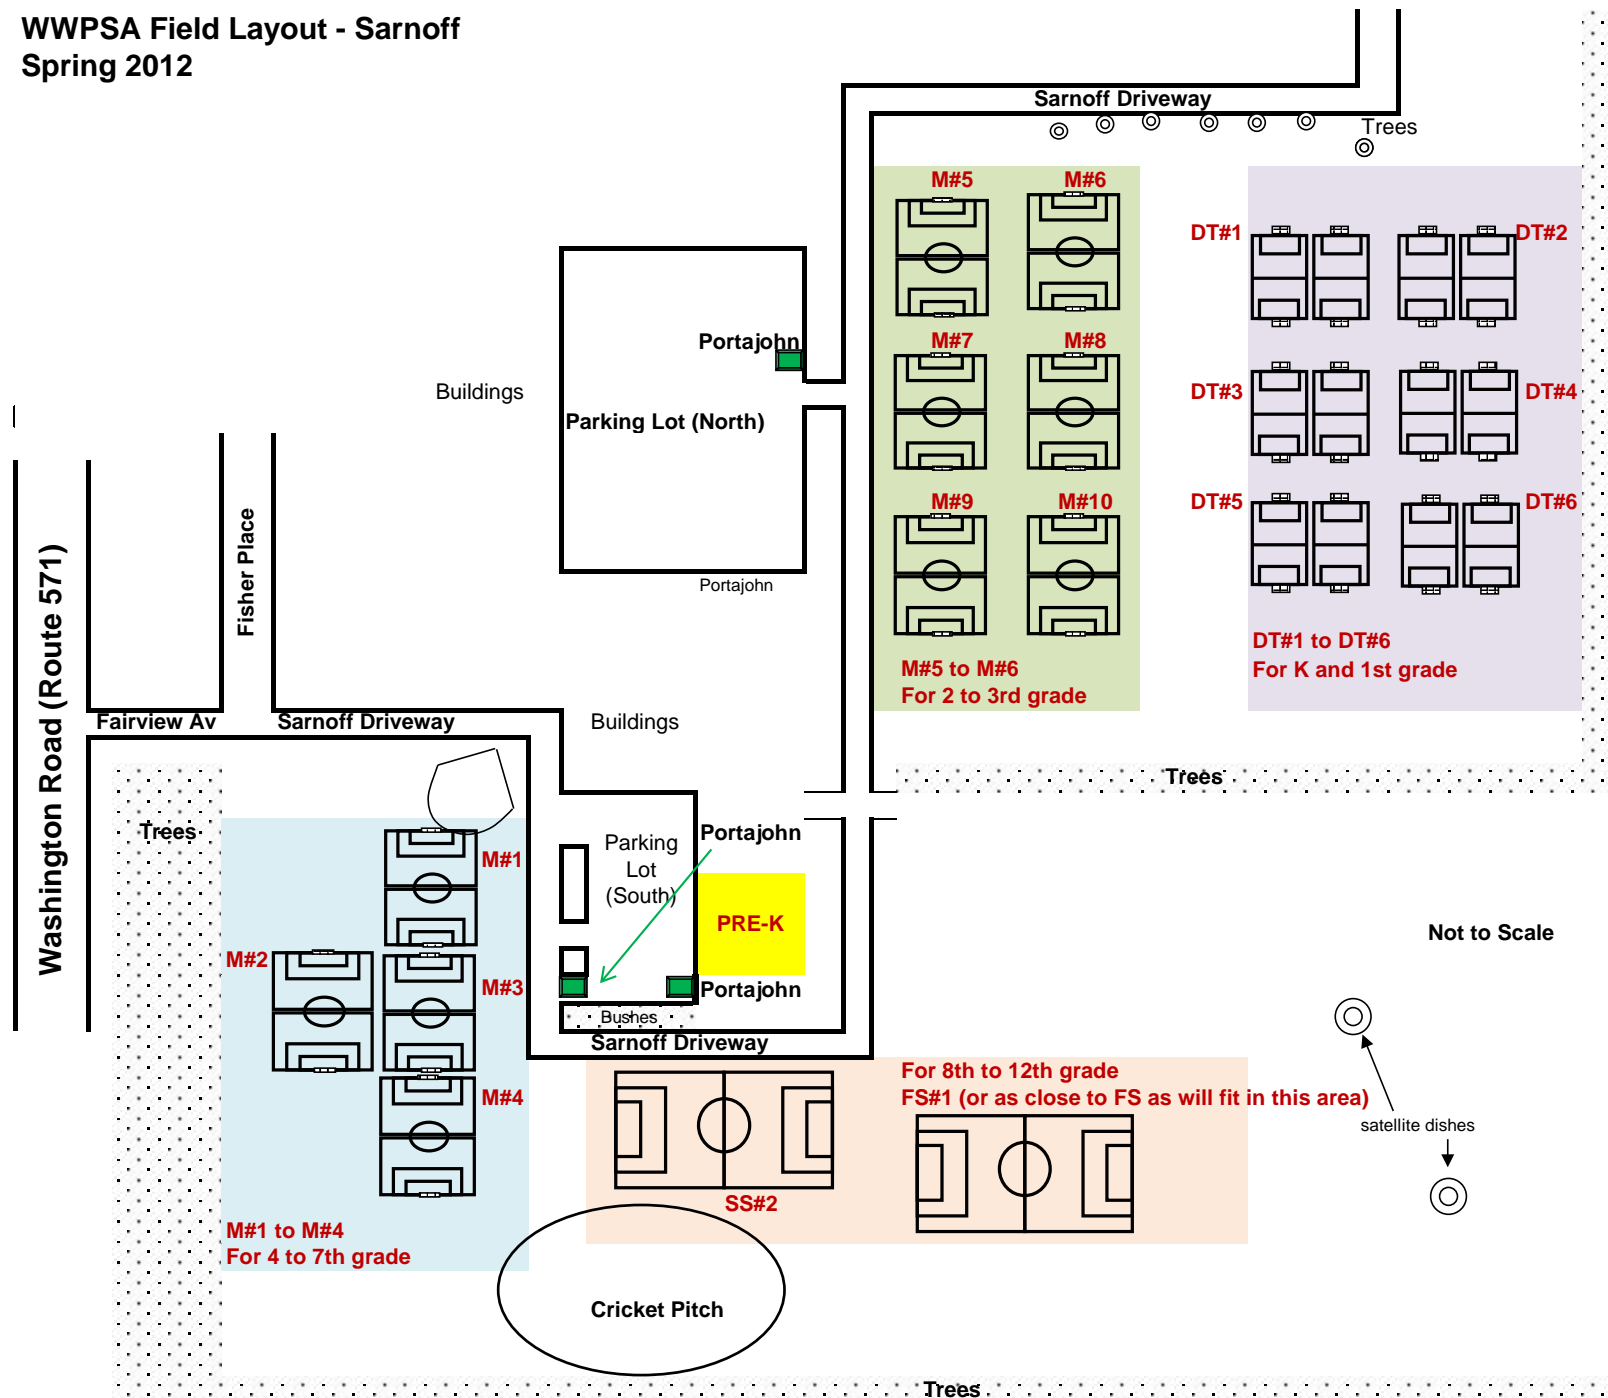 WWPSA Field Layout - Sarnoff
Spring 2012
Sarnoff Driveway
Trees
M#5
M#6
DT#1
DT#2
Portajohn
M#7
M#8
Buildings
DT#3
DT#4
Parking Lot (North)
M#9
M#10
DT#5
DT#6
Fisher Place
Washington Road (Route 571)
Portajohn
DT#1 to DT#6
For K and 1st grade
M#5 to M#6
For 2 to 3rd grade
Fairview Av
Sarnoff Driveway
Buildings
Trees
Trees
Portajohn
Parking
Lot
(South)
M#1
PRE-K
Not to Scale
M#2
M#3
Portajohn
Bushes
Sarnoff Driveway
For 8th to 12th grade
FS#1 (or as close to FS as will fit in this area)
M#4
satellite dishes
SS#2
M#1 to M#4
For 4 to 7th grade
Cricket Pitch
Trees